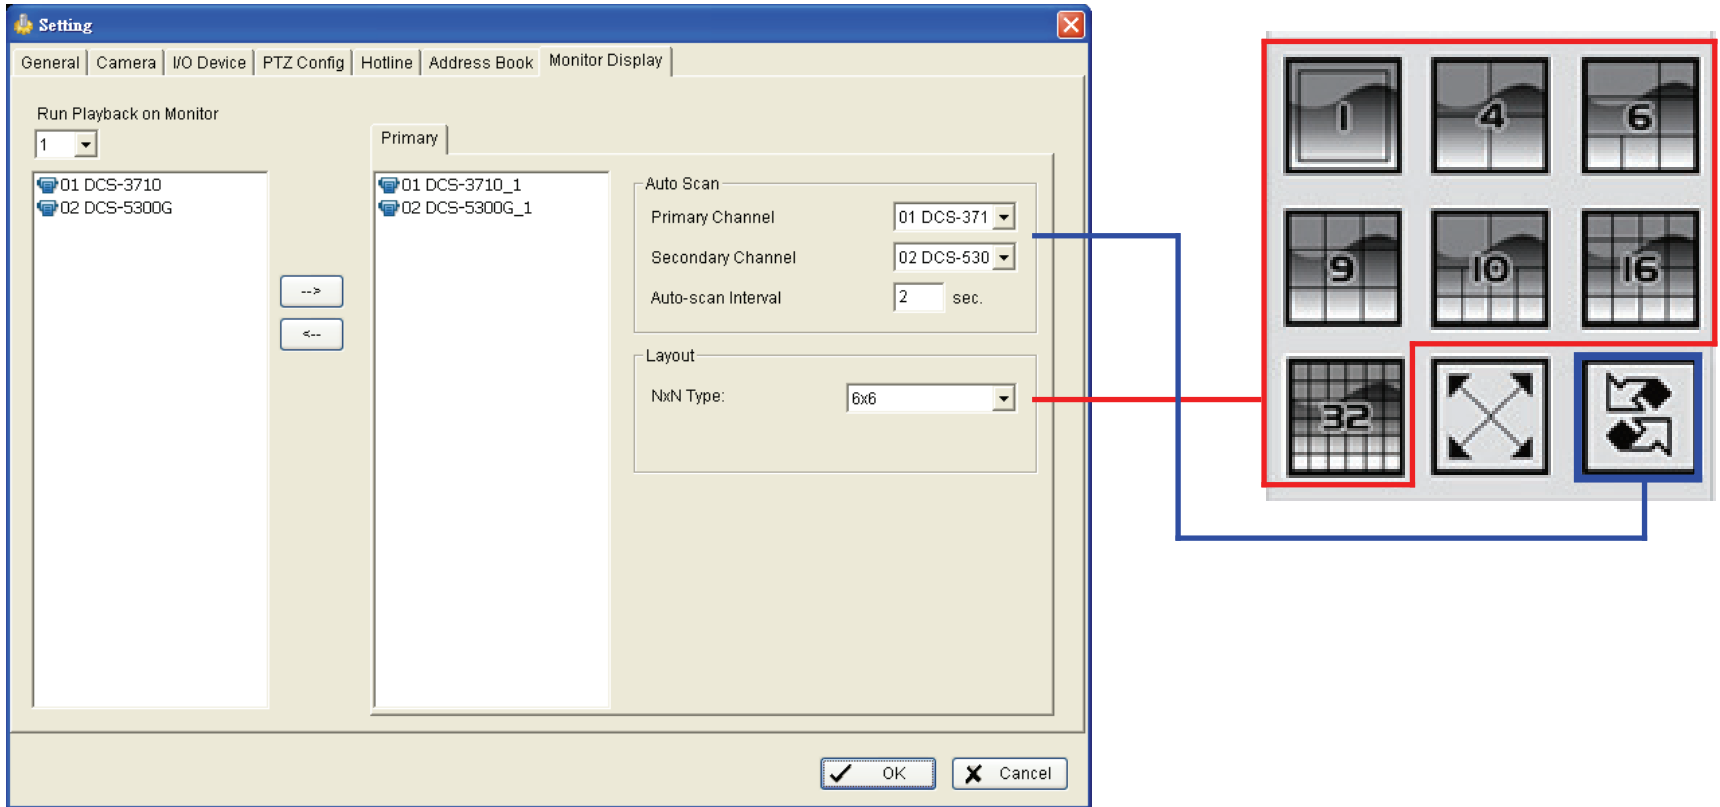 Setting
General Camera I/O Device PTZ Config Hotline Address Book Monitor Display
Run Playback on Monitor
1
01 DCS-3710
02 DCS-5300G
-->
<--
Primary
01 DCS-3710_1
02 DCS-5300G_1
Auto Scan
Primary Channel 01 DCS-371
Secondary Channel 02 DCS-530
Auto-scan Interval 2 sec.
Layout
NxN Type: 6x6
OK Cancel
1 4 6
9 10 16
32